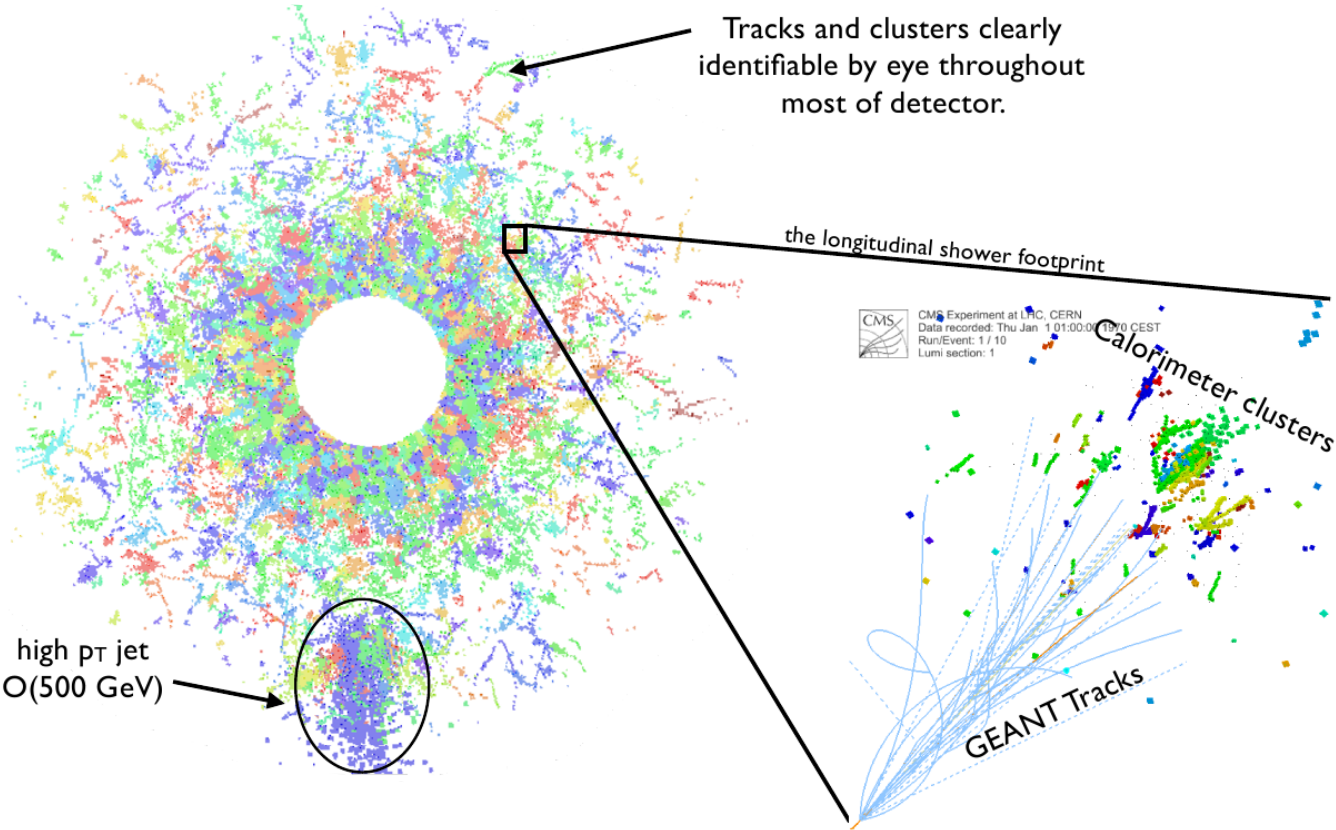 Tracks and clusters clearly
identifiable by eye throughout
most of detector.
the longitudinal shower footprint
CMS
CMS Experiment at LHC, CERN
Data recorded: Thu Jan 1 01:00:00 1970 CEST
Run/Event: 1 / 10
Lumi section: 1
Calorimeter clusters
high pT jet
O(500 GeV)
GEANT Tracks